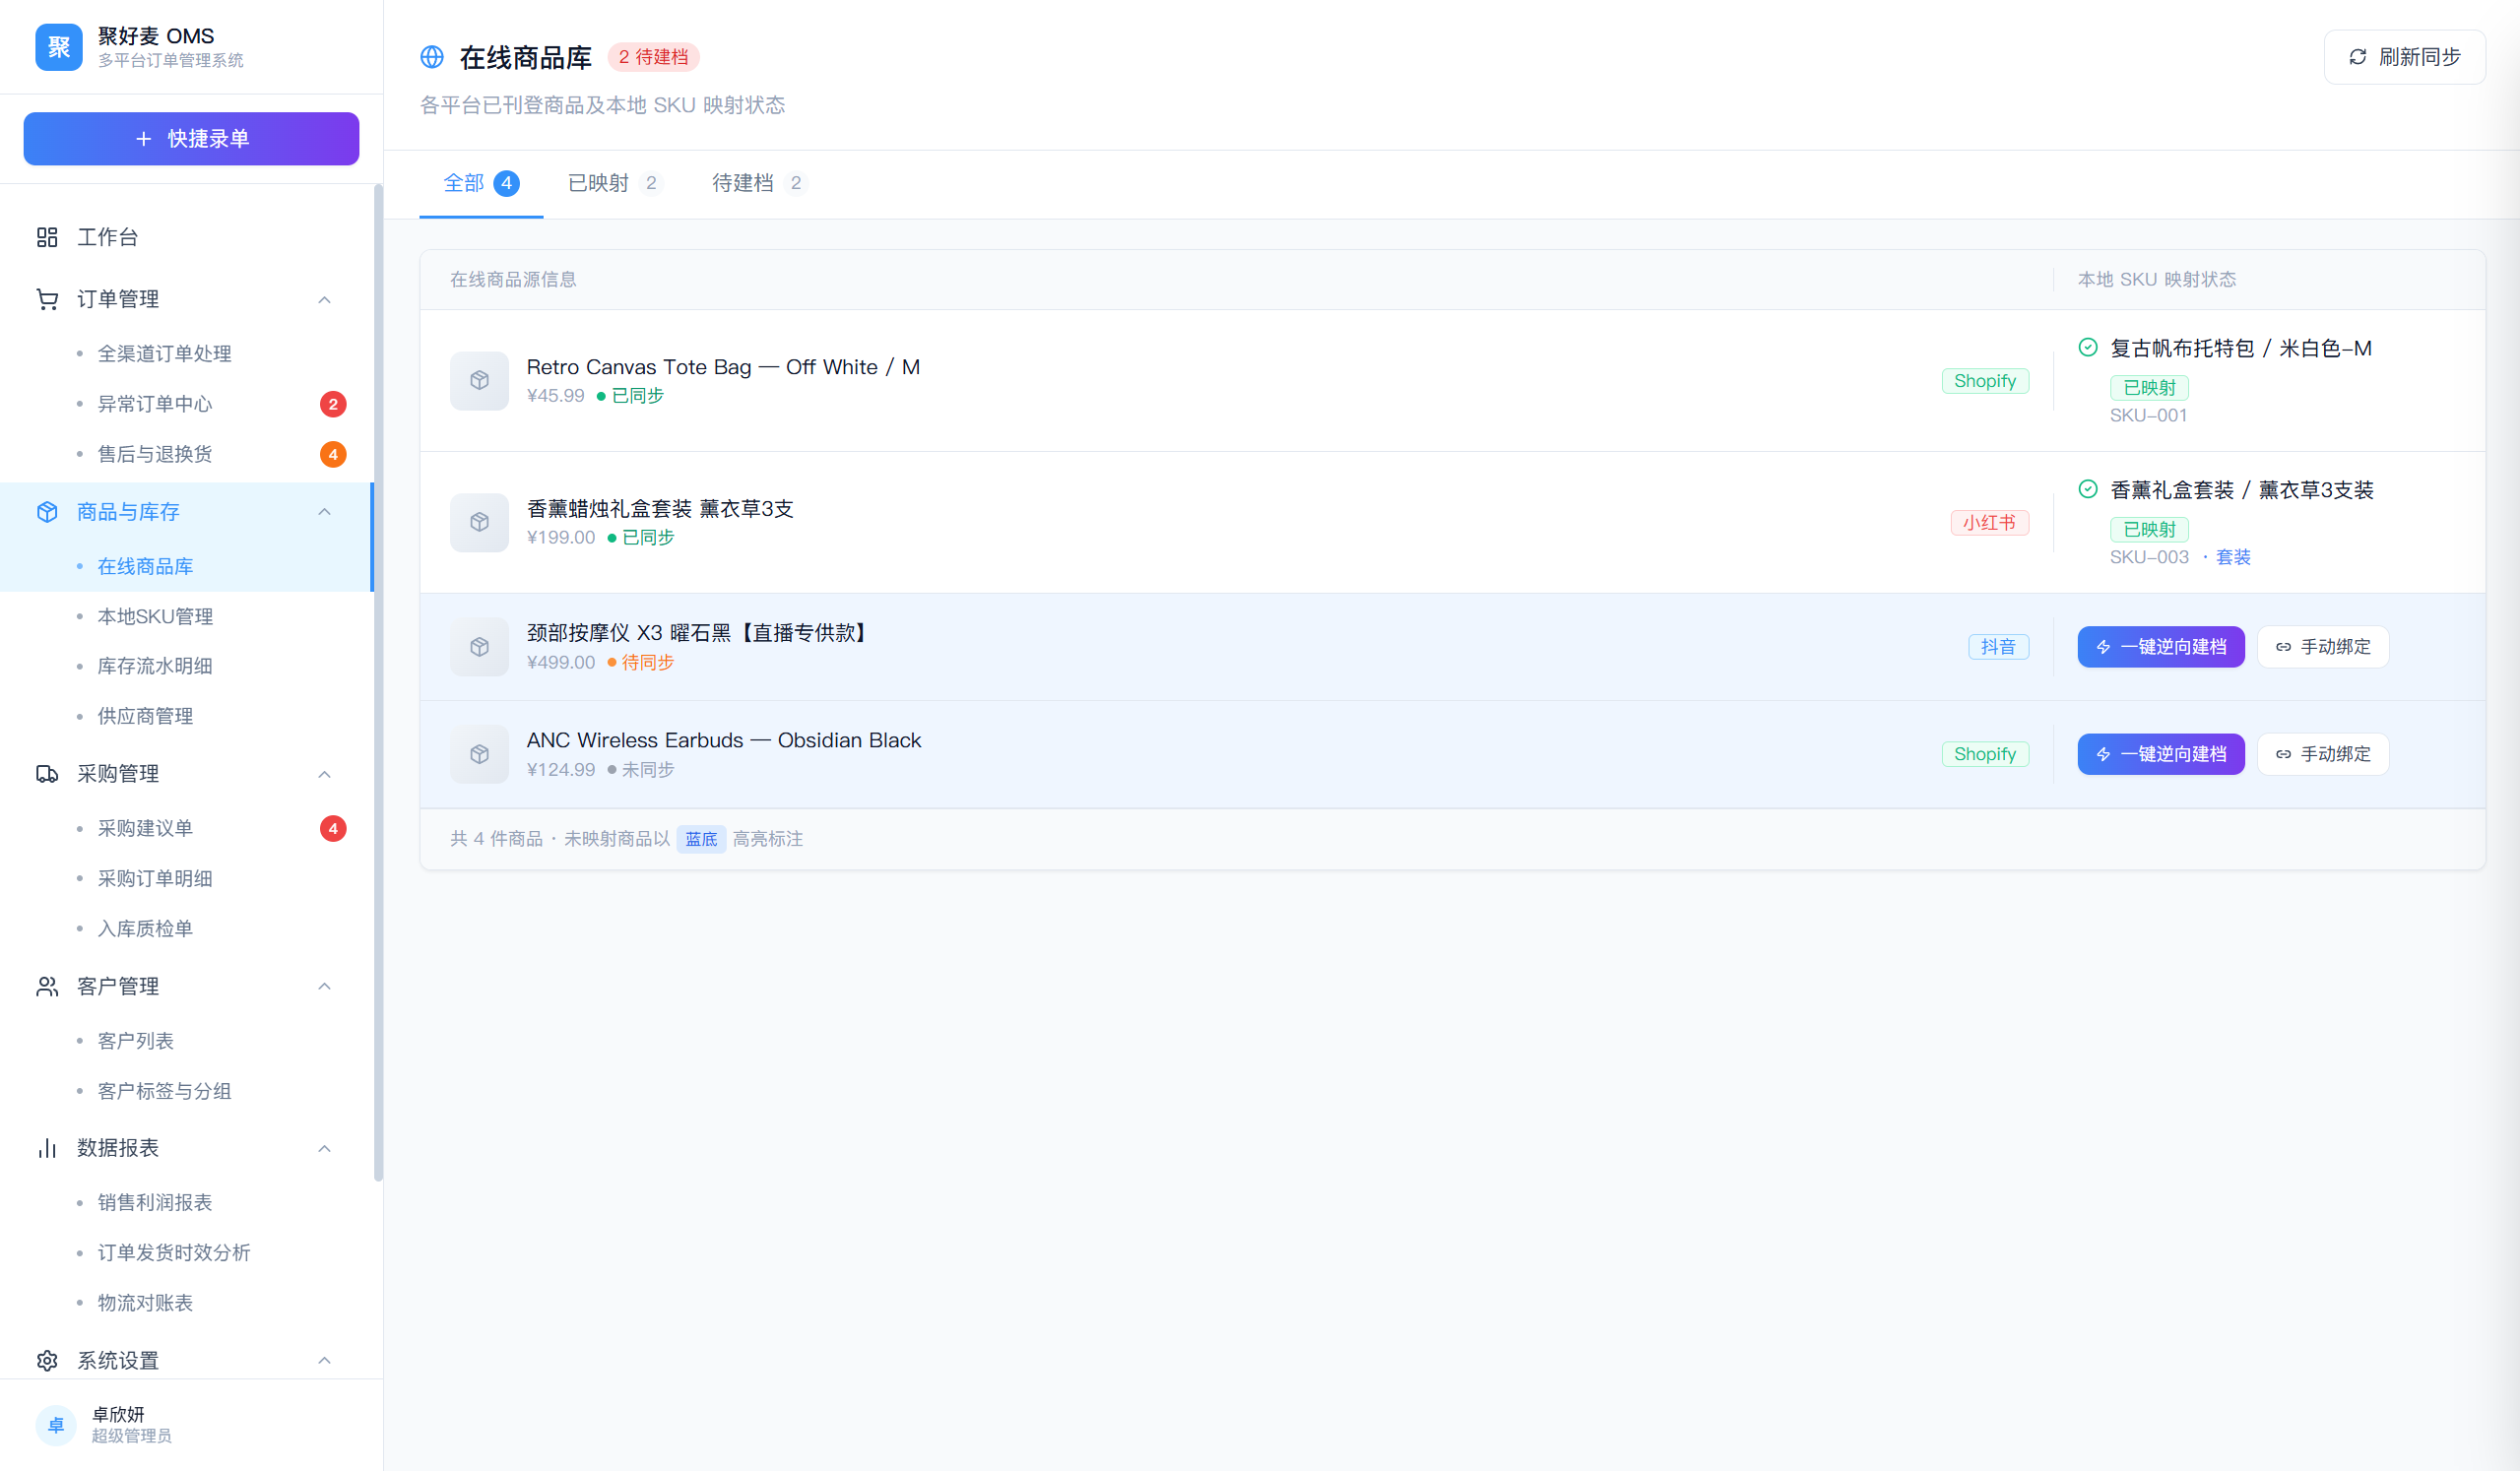 聚
聚好麦 OMS
多平台订单管理系统
快捷录单
工作台
订单管理
全渠道订单处理
异常订单中心 2
售后与退换货 4
商品与库存
在线商品库
本地SKU管理
库存流水明细
供应商管理
采购管理
采购建议单 4
采购订单明细
入库质检单
客户管理
客户列表
客户标签与分组
数据报表
销售利润报表
订单发货时效分析
物流对账表
系统设置
卓
卓欣妍
超级管理员
在线商品库 2 待建档
刷新同步
各平台已刊登商品及本地 SKU 映射状态
全部 4 已映射 2 待建档 2
在线商品源信息 本地 SKU 映射状态
Retro Canvas Tote Bag — Off White / M
¥45.99 已同步
Shopify
复古帆布托特包 / 米白色-M
已映射
SKU-001
香薰蜡烛礼盒套装 薰衣草3支
¥199.00 已同步
小红书
香薰礼盒套装 / 薰衣草3支装
已映射
SKU-003 · 套装
颈部按摩仪 X3 曜石黑【直播专供款】
¥499.00 待同步
抖音
一键逆向建档 手动绑定
ANC Wireless Earbuds — Obsidian Black
¥124.99 未同步
Shopify
一键逆向建档 手动绑定
共 4 件商品 · 未映射商品以 蓝底 高亮标注